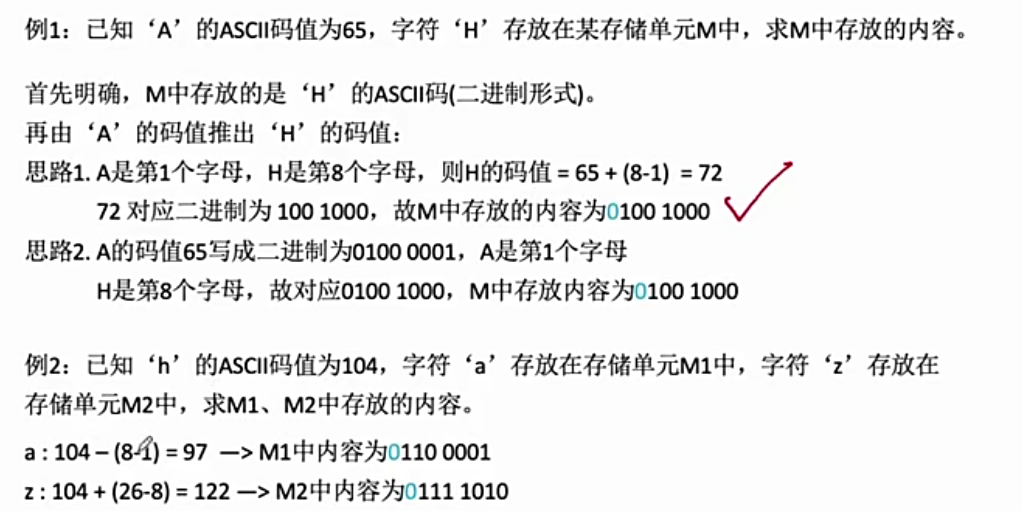 例1：已知‘A’的ASCII码值为65，字符‘H’存放在某存储单元M中，求M中存放的内容。
首先明确，M中存放的是‘H’的ASCII码(二进制形式)。
再由‘A’的码值推出‘H’的码值：
思路1. A是第1个字母，H是第8个字母，则H的码值 = 65 + (8-1) = 72
72 对应二进制为 100 1000，故M中存放的内容为0100 1000
思路2. A的码值65写成二进制为0100 0001，A是第1个字母
H是第8个字母，故对应0100 1000，M中存放内容为0100 1000
例2：已知‘h’的ASCII码值为104，字符‘a’存放在存储单元M1中，字符‘z’存放在
存储单元M2中，求M1、M2中存放的内容。
a : 104 – (8-1) = 97 —> M1中内容为0110 0001
z : 104 + (26-8) = 122 —> M2中内容为0111 1010